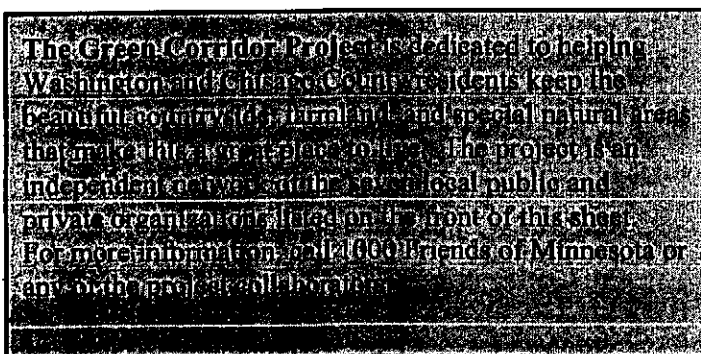 The Green Corridor Project is dedicated to helping
Washington and Chisago County residents keep the
beautiful countryside, farmland, and special natural areas
that make this a great place to live. The project is an
independent network of the seven local public and
private organizations listed on the front of this sheet.
For more information, call 1000 Friends of Minnesota or
any of the project collaborators.